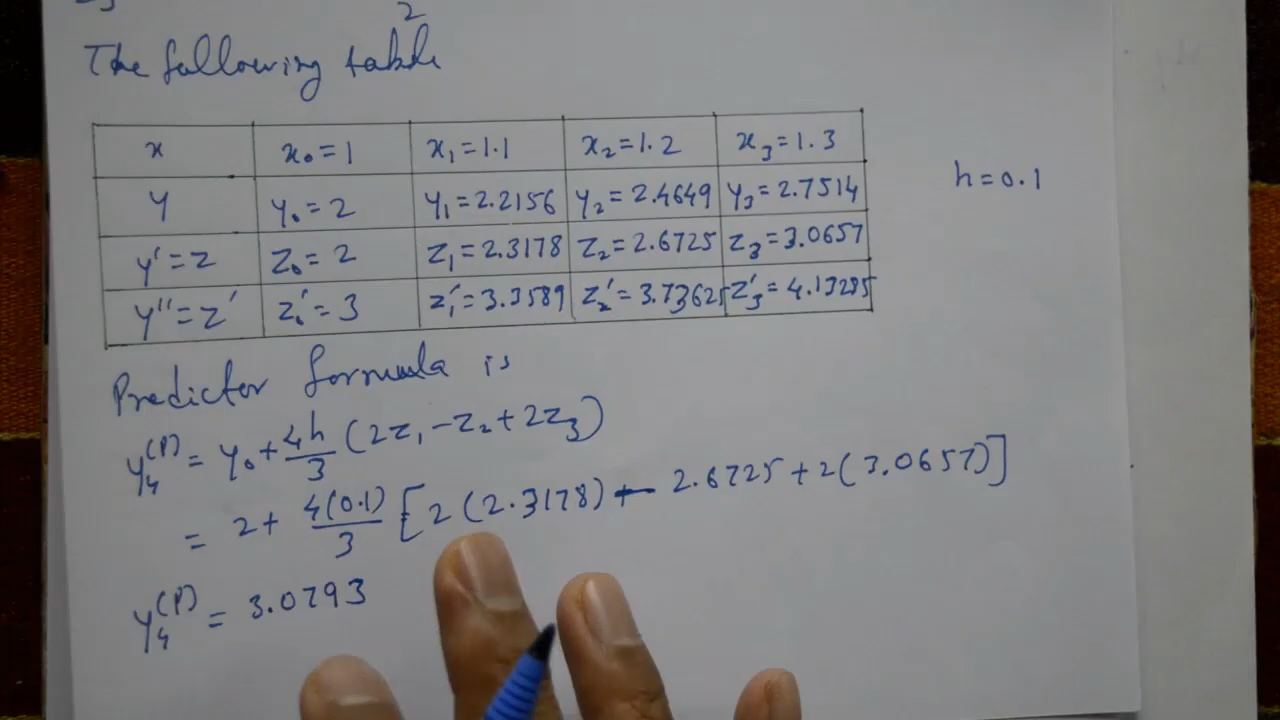 2
The following table
x x₀=1 x₁=1.1 x₂=1.2 x₃=1.3
h=0.1
y y₀=2 y₁=2.2156 y₂=2.4649 y₃=2.7514
y'=z z₀=2 z₁=2.3178 z₂=2.6725 z₃=3.0657
y''=z' z₀'=3 z₁'=3.3589 z₂'=3.73625 z₃'=4.13285
Predictor formula is
y₄⁽ᴾ⁾ = y₀+4h/3 (2z₁-z₂+2z₃)
= 2+ 4(0.1)/3 [2(2.3178) - 2.6725+2(3.0657)]
y₄⁽ᴾ⁾ = 3.0793